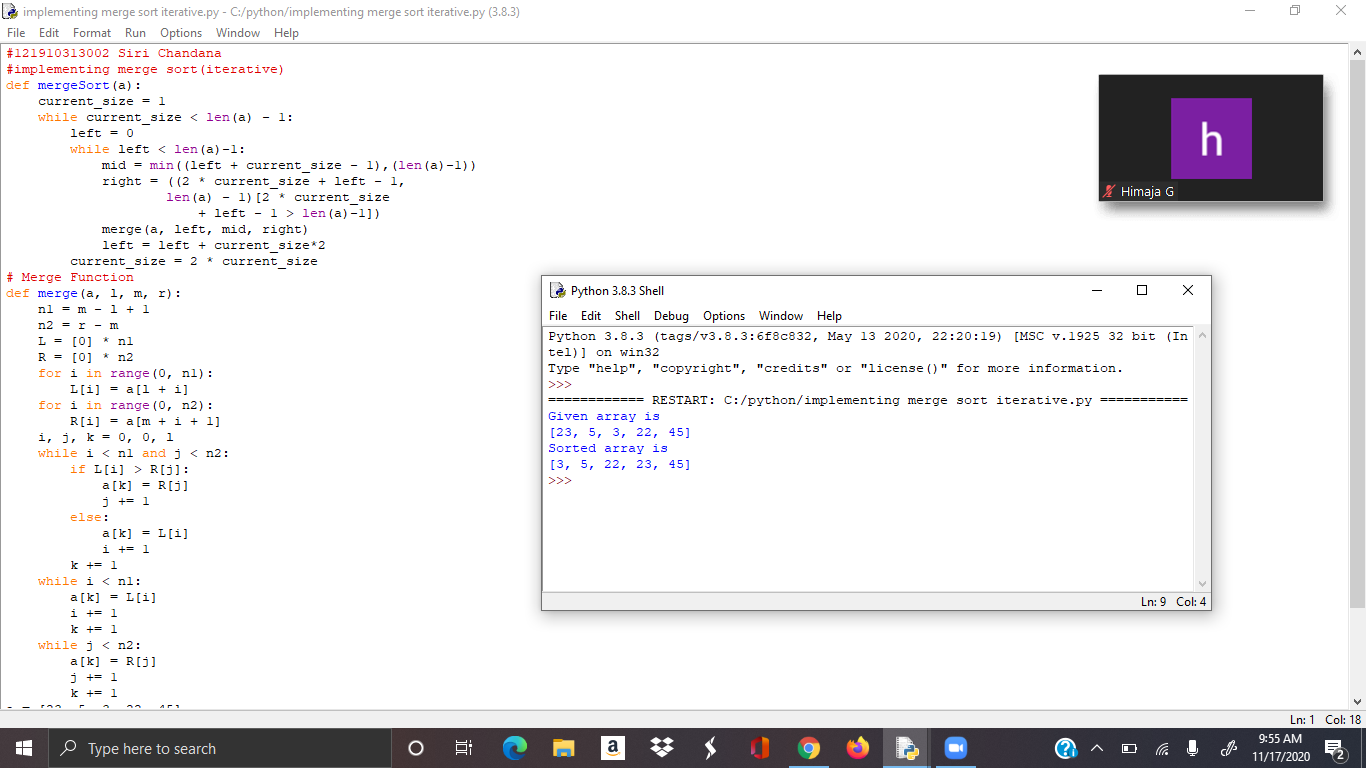 implementing merge sort iterative.py - C:/python/implementing merge sort iterative.py (3.8.3)
File Edit Format Run Options Window Help
#121910313002 Siri Chandana
#implementing merge sort(iterative)
def mergeSort(a):
    current_size = 1
    while current_size < len(a) - 1:
        left = 0
        while left < len(a)-1:
            mid = min((left + current_size - 1),(len(a)-1))
            right = ((2 * current_size + left - 1,
                    len(a) - 1)[2 * current_size
                        + left - 1 > len(a)-1])
            merge(a, left, mid, right)
            left = left + current_size*2
        current_size = 2 * current_size
# Merge Function
def merge(a, l, m, r):
    n1 = m - l + 1
    n2 = r - m
    L = [0] * n1
    R = [0] * n2
    for i in range(0, n1):
        L[i] = a[l + i]
    for i in range(0, n2):
        R[i] = a[m + i + 1]
    i, j, k = 0, 0, l
    while i < n1 and j < n2:
        if L[i] > R[j]:
            a[k] = R[j]
            j += 1
        else:
            a[k] = L[i]
            i += 1
        k += 1
    while i < n1:
        a[k] = L[i]
        i += 1
        k += 1
    while j < n2:
        a[k] = R[j]
        j += 1
        k += 1
h
Himaja G
Python 3.8.3 Shell
File Edit Shell Debug Options Window Help
Python 3.8.3 (tags/v3.8.3:6f8c832, May 13 2020, 22:20:19) [MSC v.1925 32 bit (In
tel)] on win32
Type "help", "copyright", "credits" or "license()" for more information.
>>>
============ RESTART: C:/python/implementing merge sort iterative.py ===========
Given array is
[23, 5, 3, 22, 45]
Sorted array is
[3, 5, 22, 23, 45]
>>>
Ln: 9 Col: 4
Ln: 1 Col: 18
Type here to search
9:55 AM
11/17/2020
2